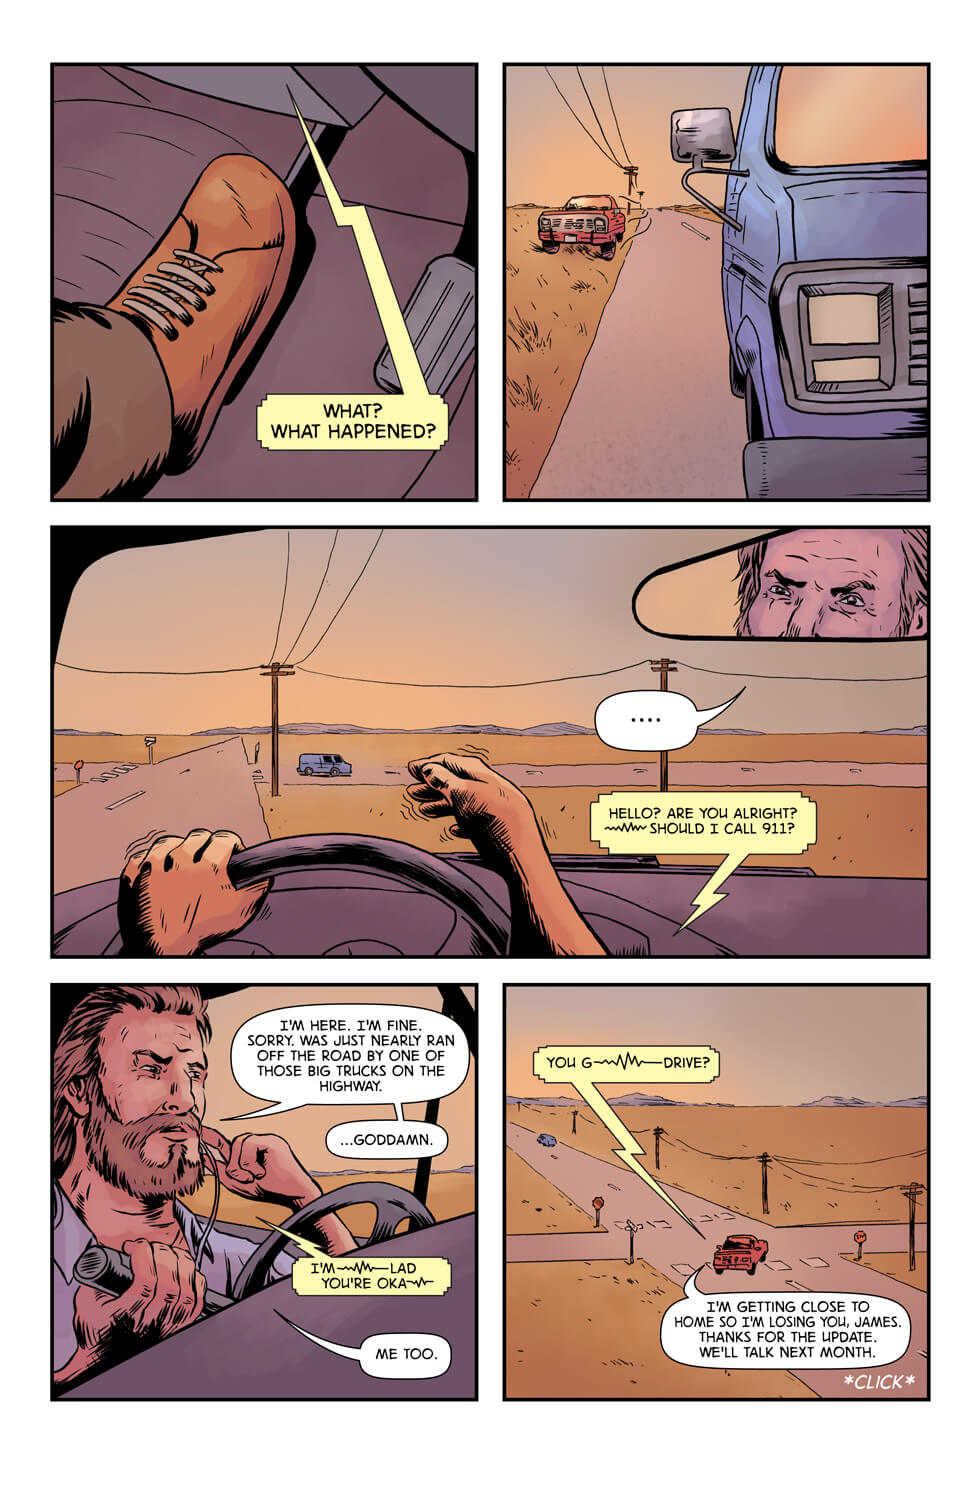 WHAT?
WHAT HAPPENED?
....
HELLO? ARE YOU ALRIGHT?
SHOULD I CALL 911?
I'M HERE. I'M FINE.
SORRY. WAS JUST NEARLY RAN
OFF THE ROAD BY ONE OF
THOSE BIG TRUCKS ON THE
HIGHWAY.
...GODDAMN.
I'M LAD
YOU'RE OKA
ME TOO.
YOU G DRIVE?
I'M GETTING CLOSE TO
HOME SO I'M LOSING YOU, JAMES.
THANKS FOR THE UPDATE.
WE'LL TALK NEXT MONTH.
*CLICK*